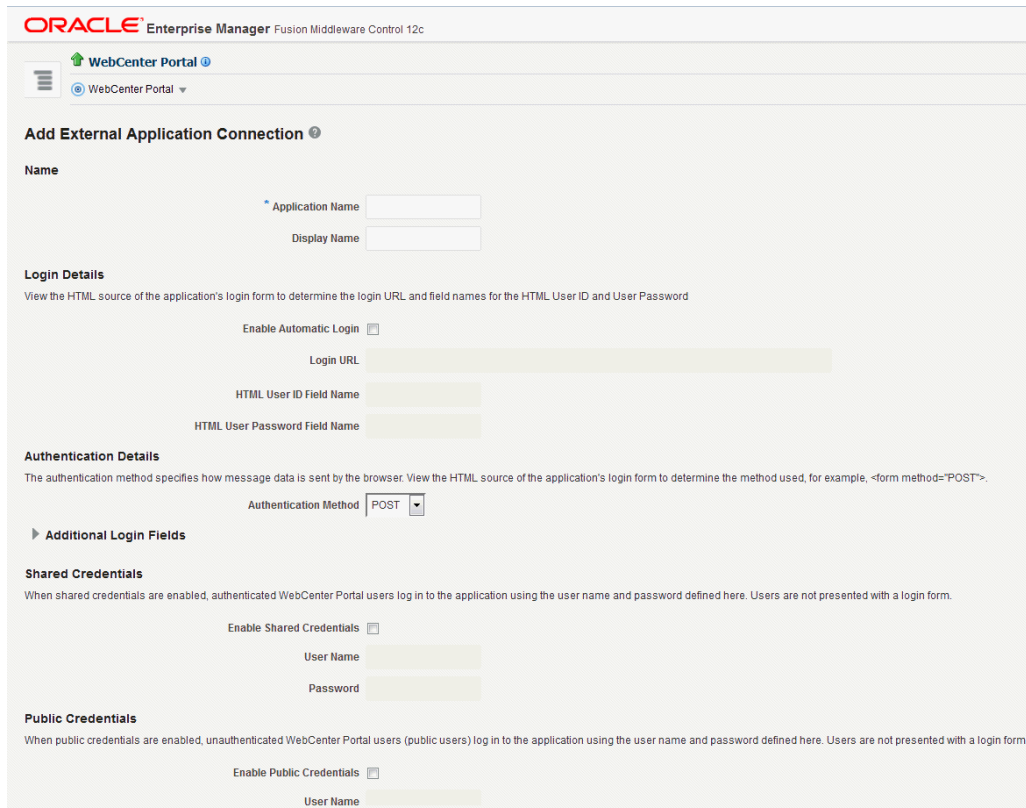 ORACLE Enterprise Manager Fusion Middleware Control 12c
WebCenter Portal
WebCenter Portal
Add External Application Connection
Name
* Application Name
Display Name
Login Details
View the HTML source of the application's login form to determine the login URL and field names for the HTML User ID and User Password
Enable Automatic Login
Login URL
HTML User ID Field Name
HTML User Password Field Name
Authentication Details
The authentication method specifies how message data is sent by the browser. View the HTML source of the application's login form to determine the method used, for example, <form method="POST">.
Authentication Method POST
Additional Login Fields
Shared Credentials
When shared credentials are enabled, authenticated WebCenter Portal users log in to the application using the user name and password defined here. Users are not presented with a login form.
Enable Shared Credentials
User Name
Password
Public Credentials
When public credentials are enabled, unauthenticated WebCenter Portal users (public users) log in to the application using the user name and password defined here. Users are not presented with a login form
Enable Public Credentials
User Name